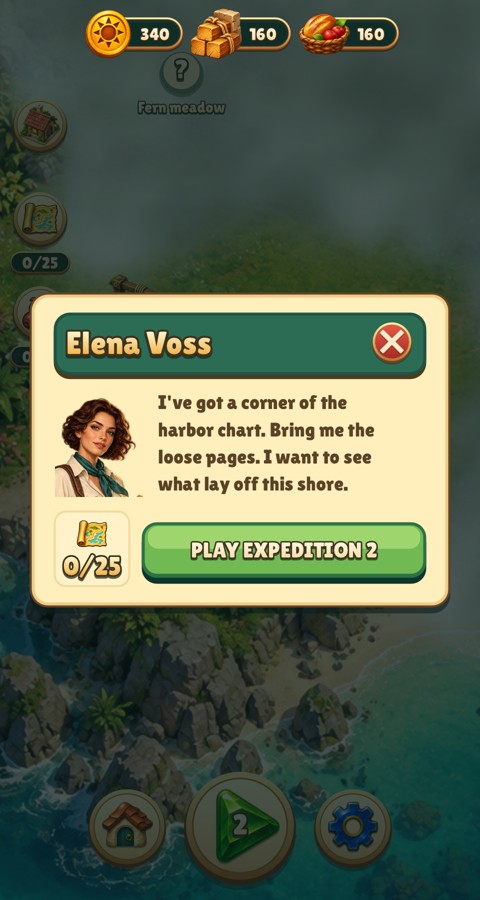 340
160
160
?
Fern meadow
0/25
Elena Voss
I've got a corner of the
harbor chart. Bring me the
loose pages. I want to see
what lay off this shore.
0/25
PLAY EXPEDITION 2
2